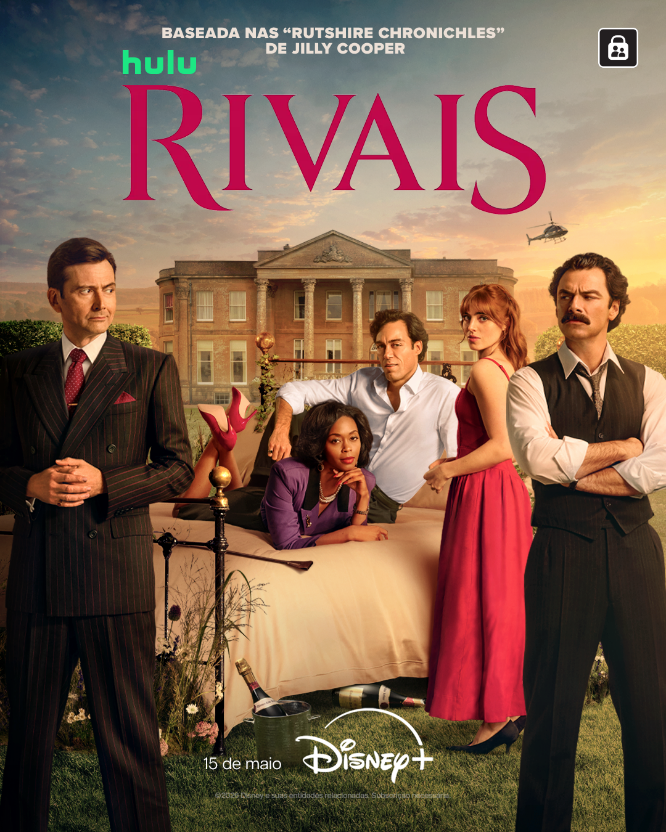 BASEADA NAS “RUTSHIRE CHRONICHLES”
DE JILLY COOPER
hulu
RIVAIS
15 de maio
Disney+